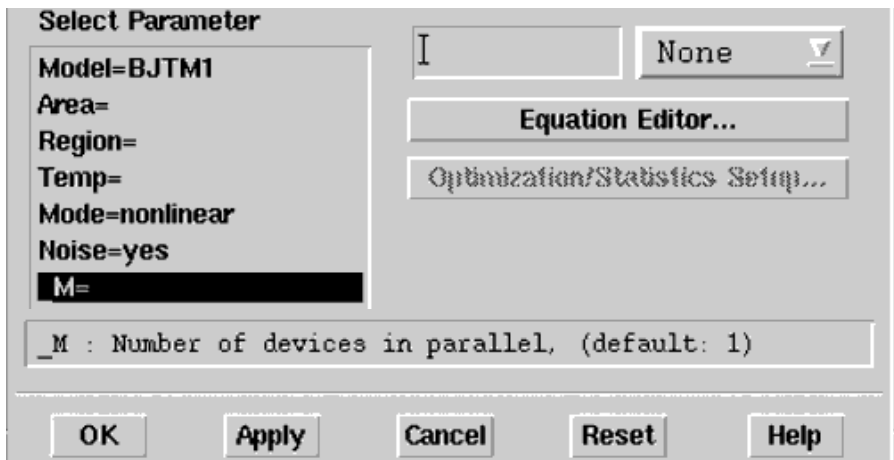 Select Parameter
None
Model=BJTM1
Area=
Equation Editor...
Region=
Temp=
Optimization/Statistics Setup...
Mode=nonlinear
Noise=yes
_M=
_M : Number of devices in parallel, (default: 1)
OK Apply Cancel Reset Help